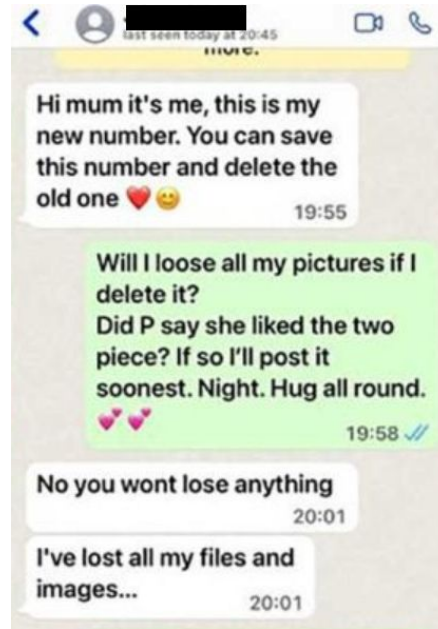 last seen today at 20:45
more.
Hi mum it's me, this is my
new number. You can save
this number and delete the
old one ❤️😊
19:55
Will I loose all my pictures if I
delete it?
Did P say she liked the two
piece? If so I'll post it
soonest. Night. Hug all round.
💕💕
19:58
No you wont lose anything
20:01
I've lost all my files and
images...
20:01